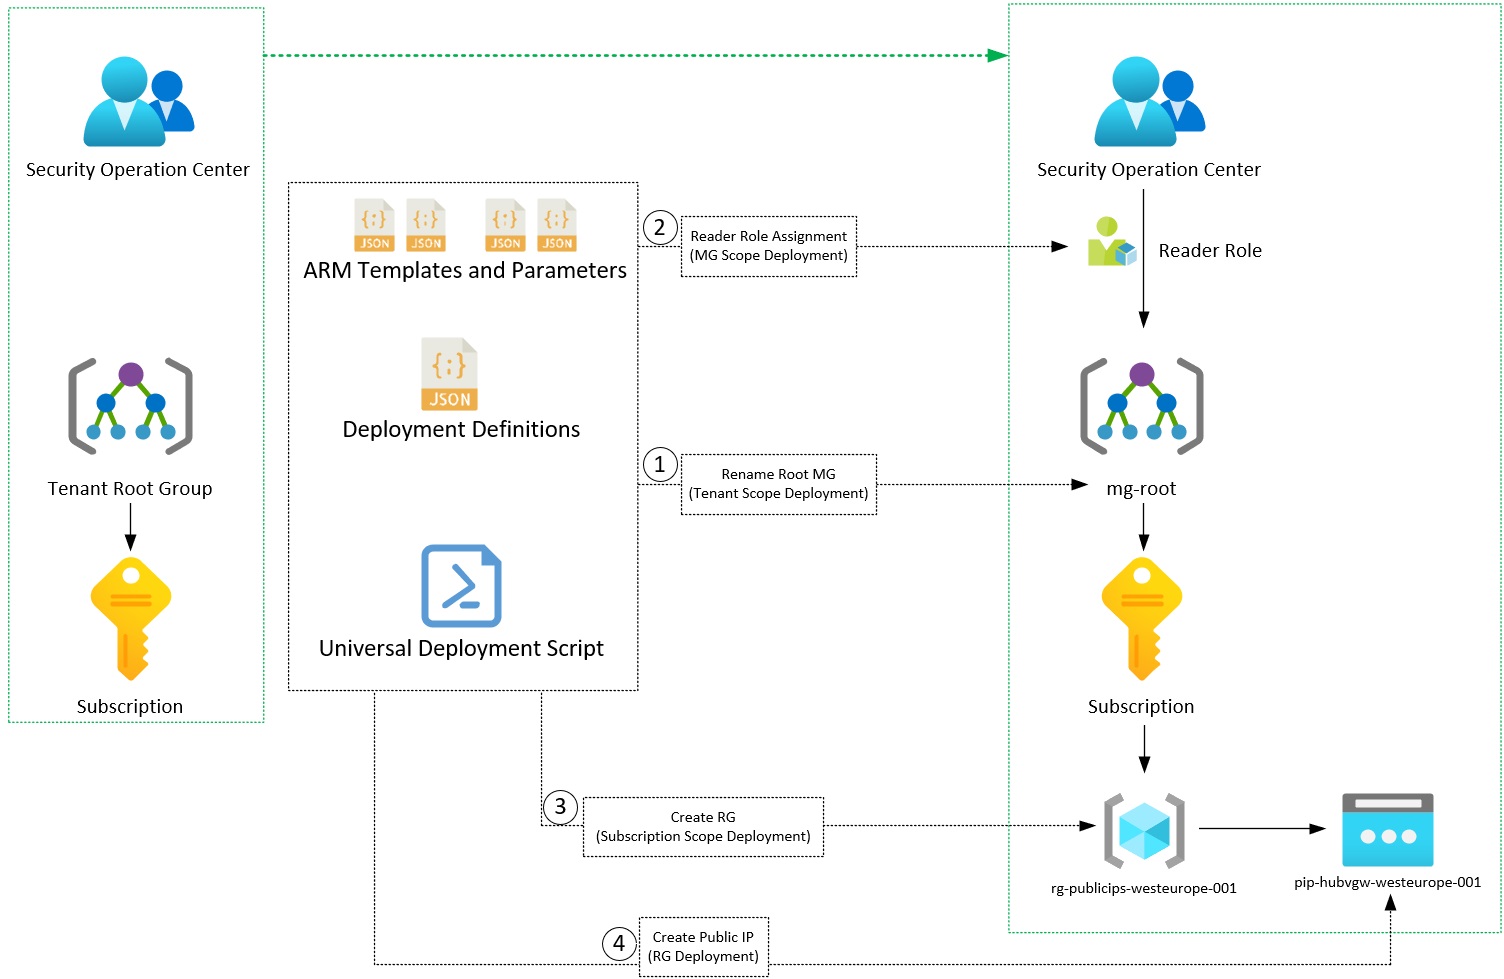 Security Operation Center
Tenant Root Group
Subscription
{;} {;} {;} {;}
JSON JSON JSON JSON
ARM Templates and Parameters
{;}
JSON
Deployment Definitions
Universal Deployment Script
2
Reader Role Assignment
(MG Scope Deployment)
1
Rename Root MG
(Tenant Scope Deployment)
3
Create RG
(Subscription Scope Deployment)
4
Create Public IP
(RG Deployment)
Security Operation Center
Reader Role
mg-root
Subscription
rg-publicips-westeurope-001
pip-hubvgw-westeurope-001